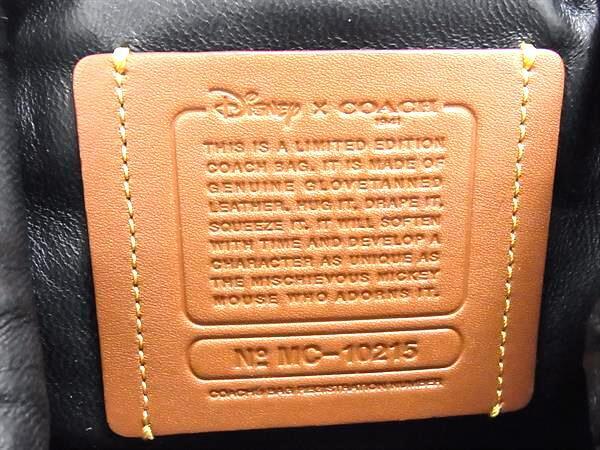 Disney x COACH
1941
THIS IS A LIMITED EDITION
COACH BAG. IT IS MADE OF
GENUINE GLOVETANNED
LEATHER. HUG IT, DRAPE IT,
SQUEEZE IT. IT WILL SOFTEN
WITH TIME AND DEVELOP A
CHARACTER AS UNIQUE AS
THE MISCHIEVOUS MICKEY
MOUSE WHO ADORNS IT.
No MC-10215
COACH® BAG REGISTRATION NUMBER